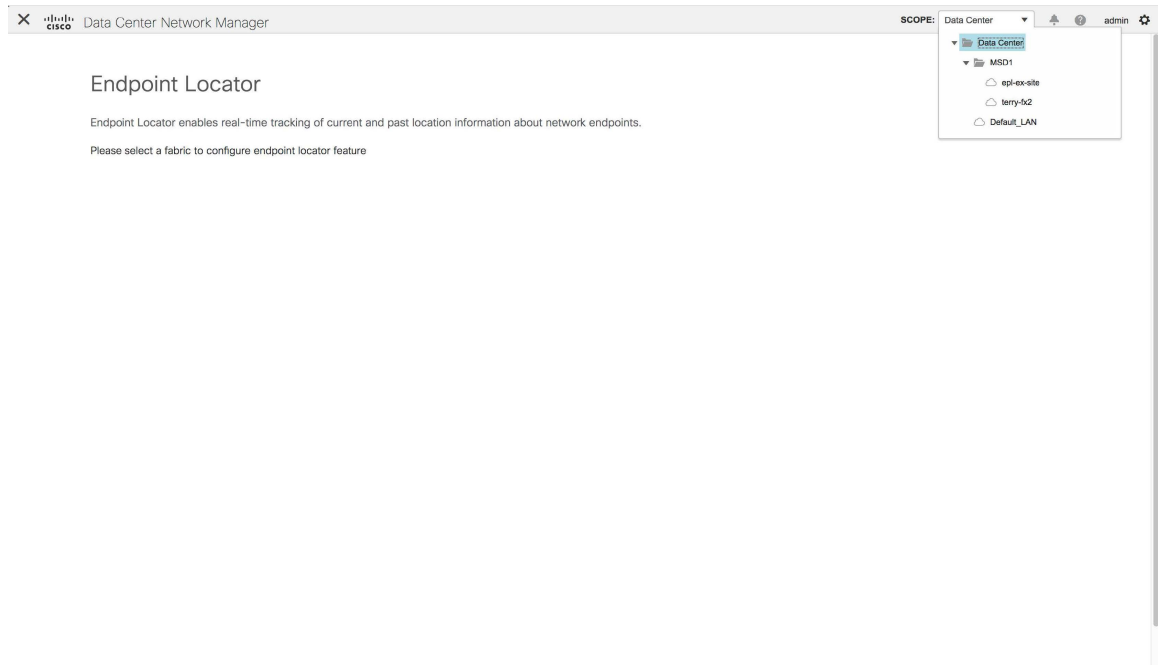 cisco Data Center Network Manager
SCOPE: Data Center
admin
Data Center
MSD1
epl-ex-site
terry-fx2
Default_LAN
Endpoint Locator
Endpoint Locator enables real-time tracking of current and past location information about network endpoints.
Please select a fabric to configure endpoint locator feature